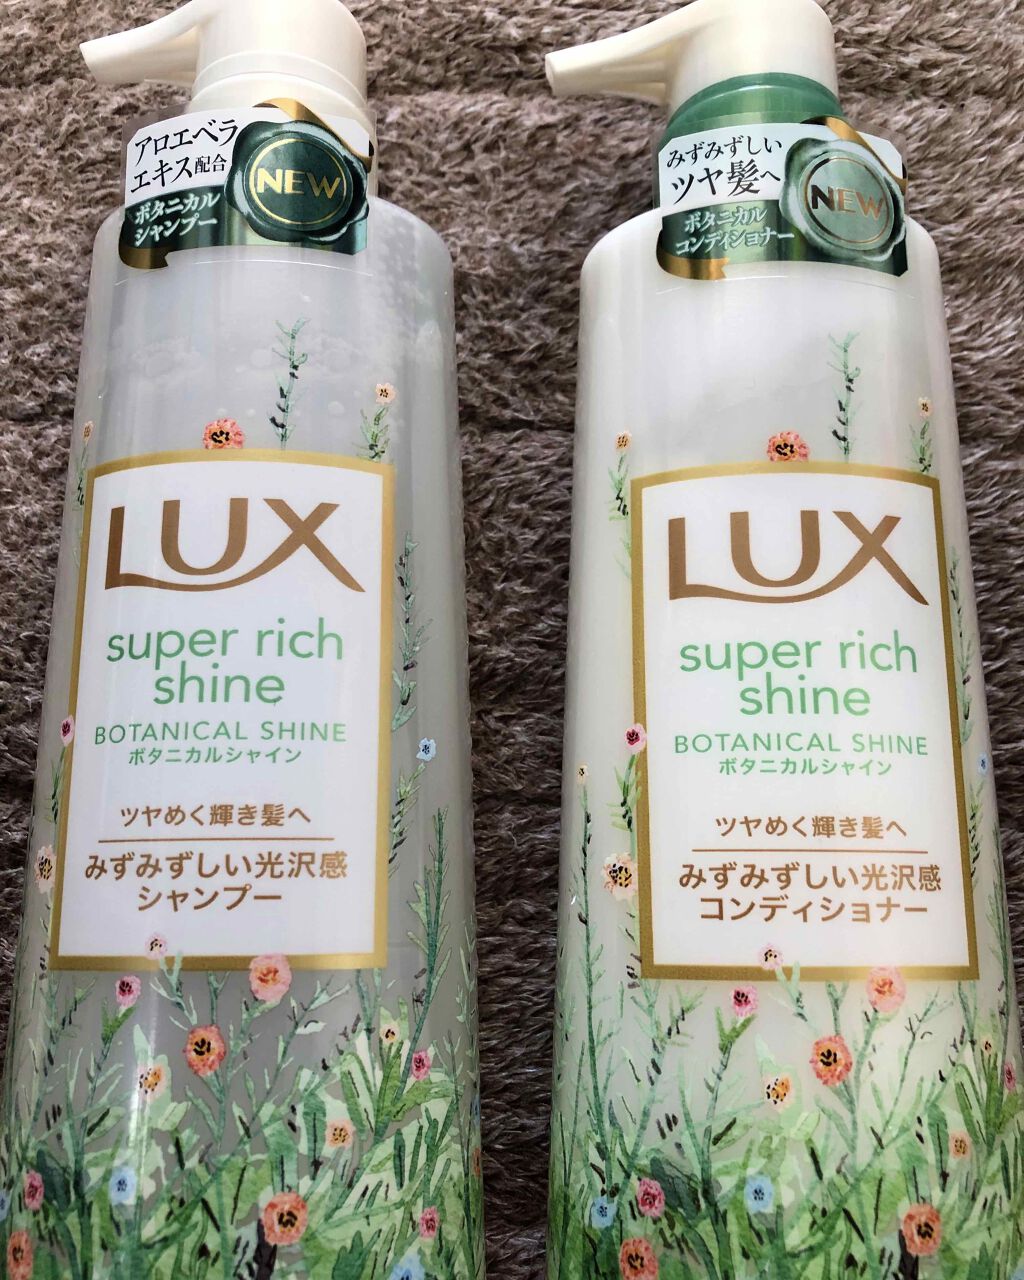 アロエベラ
エキス配合
NEW
ボタニカル
シャンプー
LUX
super rich
shine
BOTANICAL SHINE
ボタニカルシャイン
ツヤめく輝き髪へ
みずみずしい光沢感
シャンプー
みずみずしい
ツヤ髪へ
NEW
ボタニカル
コンディショナー
LUX
super rich
shine
BOTANICAL SHINE
ボタニカルシャイン
ツヤめく輝き髪へ
みずみずしい光沢感
コンディショナー